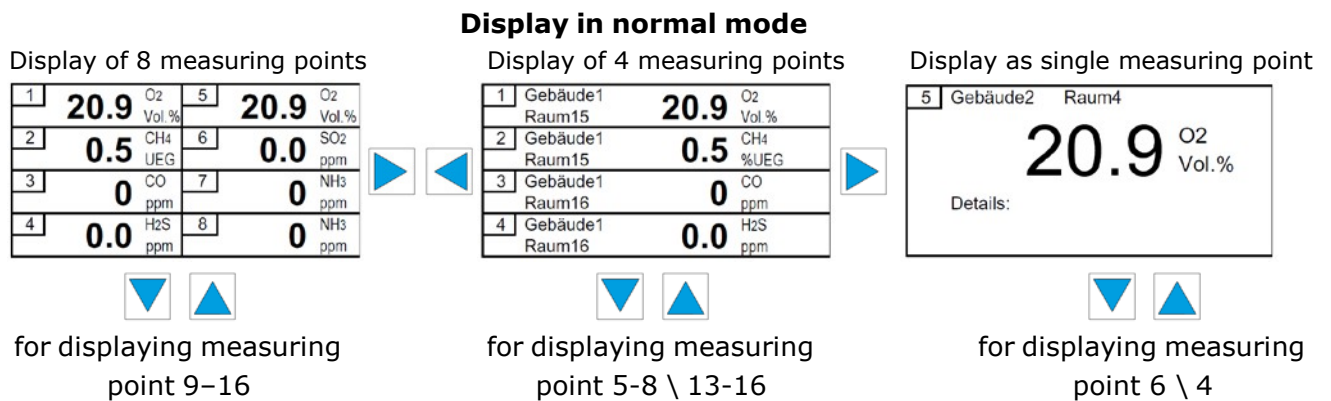 Display in normal mode
Display of 8 measuring points
1 20.9 O2 Vol.% 5 20.9 O2 Vol.%
2 0.5 CH4 UEG 6 0.0 SO2 ppm
3 0 CO ppm 7 0 NH3 ppm
4 0.0 H2S ppm 8 0 NH3 ppm
for displaying measuring
point 9–16
Display of 4 measuring points
1 Gebäude1 20.9 O2
Raum15 Vol.%
2 Gebäude1 0.5 CH4
Raum15 %UEG
3 Gebäude1 0 CO
Raum16 ppm
4 Gebäude1 0.0 H2S
Raum16 ppm
for displaying measuring
point 5-8 \ 13-16
Display as single measuring point
5 Gebäude2 Raum4
20.9 O2
Vol.%
Details:
for displaying measuring
point 6 \ 4